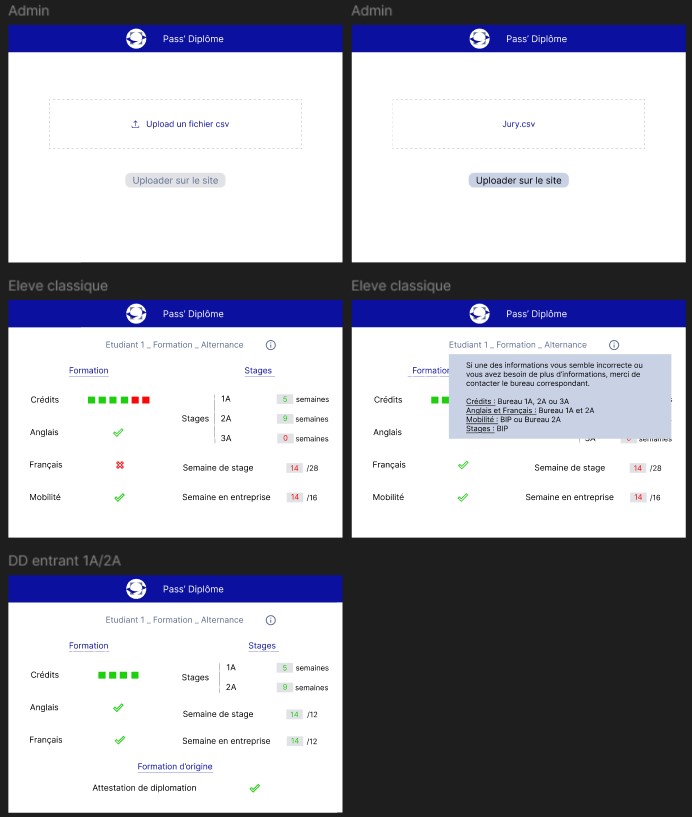 Admin
Pass' Diplôme
Upload un fichier csv
Uploader sur le site
Admin
Pass' Diplôme
Jury.csv
Uploader sur le site
Eleve classique
Pass' Diplôme
Etudiant 1 _ Formation _ Alternance
Formation
Stages
Crédits
Anglais
Français
Mobilité
Stages
1A 5 semaines
2A 9 semaines
3A 0 semaines
Semaine de stage 14 /28
Semaine en entreprise 14 /16
Eleve classique
Pass' Diplôme
Etudiant 1 _ Formation _ Alternance
Formation
Si une des informations vous semble incorrecte ou
vous avez besoin de plus d'informations, merci de
contacter le bureau correspondant.
Crédits : Bureau 1A, 2A ou 3A
Anglais et Français : Bureau 1A et 2A
Mobilité : BIP ou Bureau 2A
Stages : BIP
Crédits
Anglais
Français
Mobilité
3A 0 semaines
Semaine de stage 14 /28
Semaine en entreprise 14 /16
DD entrant 1A/2A
Pass' Diplôme
Etudiant 1 _ Formation _ Alternance
Formation
Stages
Crédits
Anglais
Français
Stages
1A 5 semaines
2A 9 semaines
Semaine de stage 14 /12
Semaine en entreprise 14 /12
Formation d'origine
Attestation de diplomation